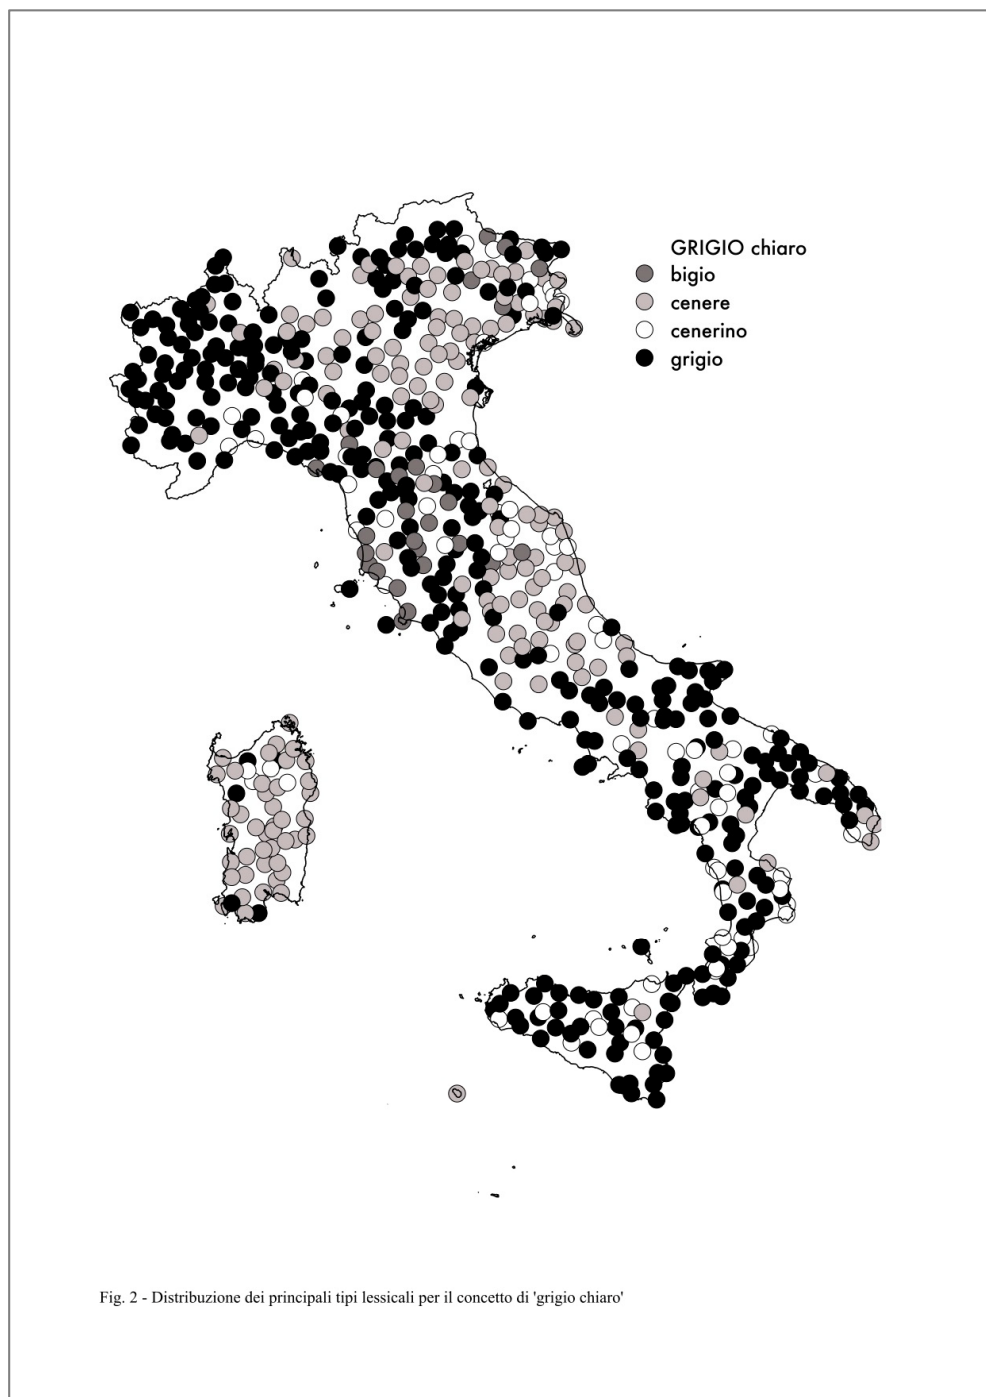 GRIGIO chiaro
bigio
cenere
cenerino
grigio
Fig. 2 - Distribuzione dei principali tipi lessicali per il concetto di 'grigio chiaro'